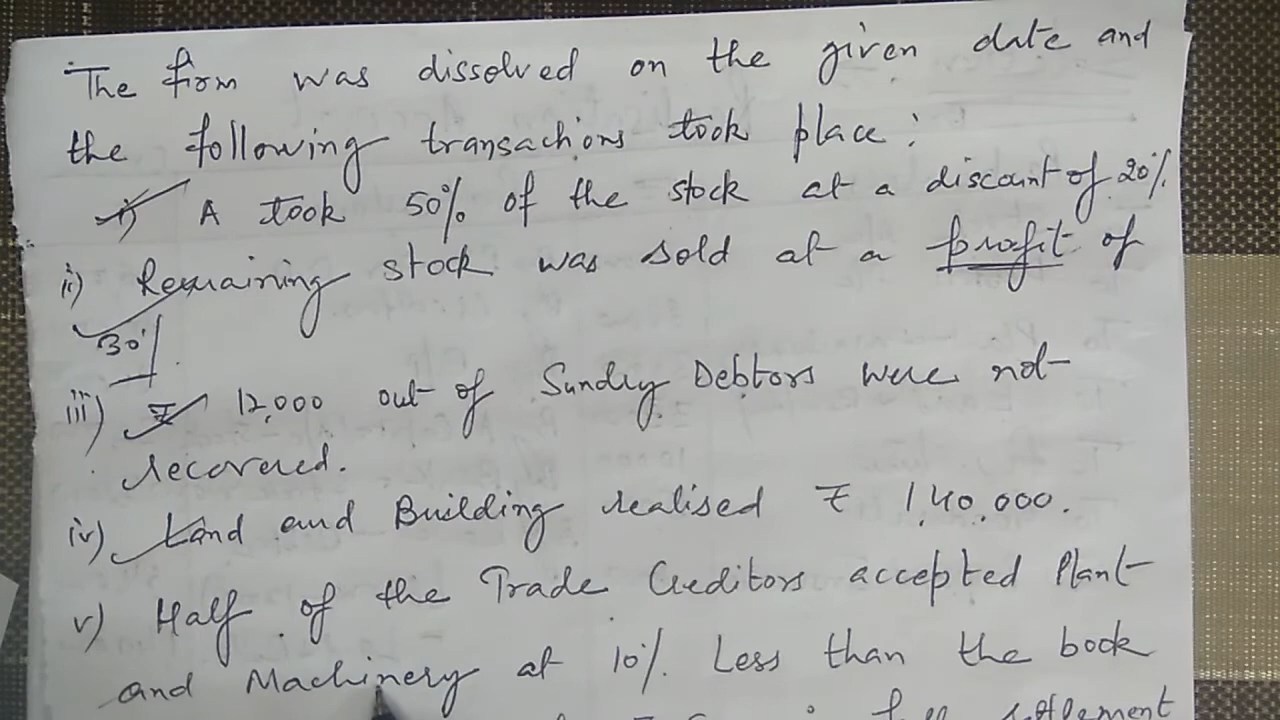 The firm was dissolved on the given date and
the following transactions took place:
i) A took 50% of the stock at a discount of 20%.
ii) Remaining stock was sold at a profit of
30%.
iii) ₹ 12,000 out of Sundry Debtors were not
recovered.
iv) Land and Building realised ₹ 1,40,000.
v) Half of the Trade Creditors accepted Plant
and Machinery at 10% Less than the book
full settlement